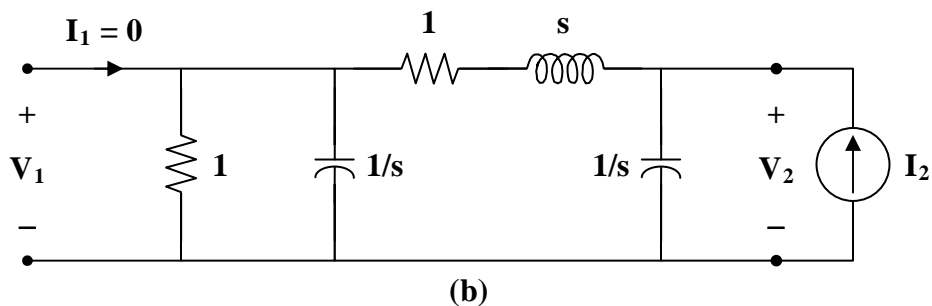 I₁ = 0
1
s
+
V₁
−
1
1/s
1/s
+
V₂
−
I₂
(b)